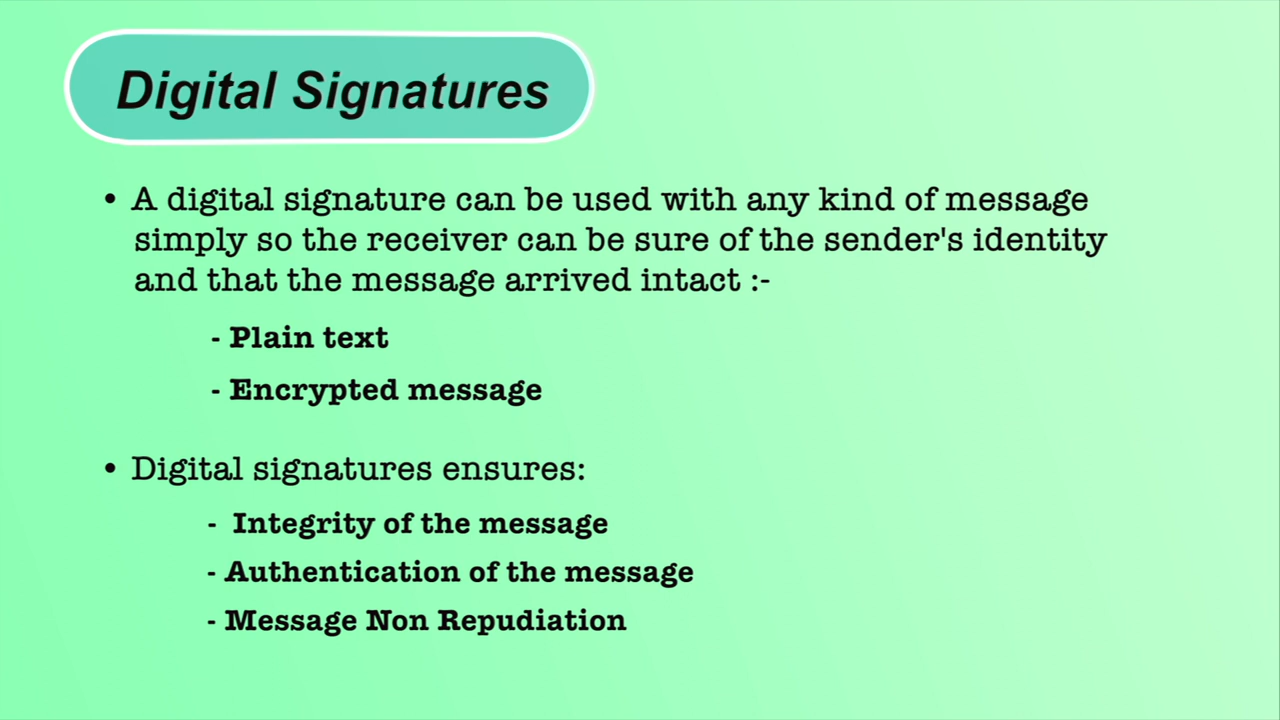 Digital Signatures
• A digital signature can be used with any kind of message
simply so the receiver can be sure of the sender's identity
and that the message arrived intact :-
- Plain text
- Encrypted message
• Digital signatures ensures:
- Integrity of the message
- Authentication of the message
- Message Non Repudiation